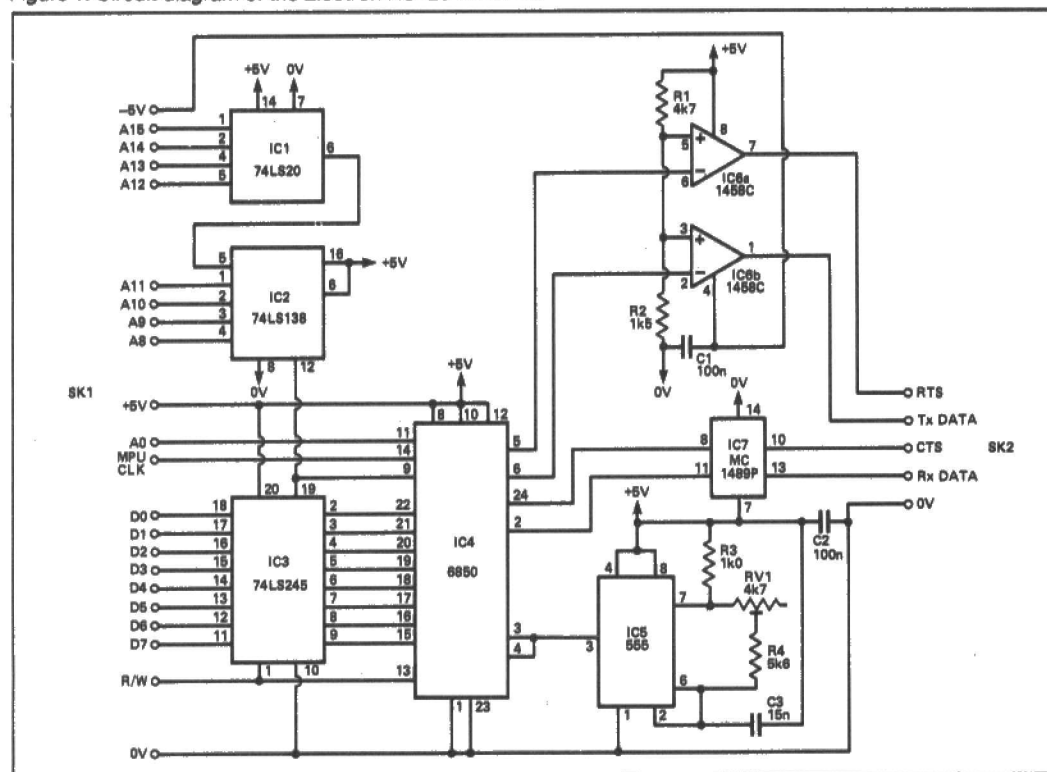 Circuit diagram of the Electron
+5V
0V
+5V
-5V
14
7
R1
4k7
A15
1
8
A14
2
IC1
6
5
+
7
A13
4
74LS20
6
−
IC6a
1458C
A12
5
3
+
1
5
16
+5V
2
−
IC6b
1458C
A11
1
IC2
6
4
A10
2
74LS138
R2
1k5
A9
3
A8
4
C1
100n
8
12
0V
0V
+5V
0V
SK1
RTS
+5V
8
10
12
14
Tx DATA
A0
11
5
8
IC7
MC
1489P
10
CTS
SK2
MPU
CLK
14
6
11
13
Rx DATA
9
24
7
0V
20
19
+5V
D0
18
2
22
2
C2
100n
D1
17
3
21
R3
1k0
D2
16
4
20
IC4
6850
4
8
RV1
4k7
D3
15
IC3
74LS245
5
19
D4
14
6
18
7
D5
13
7
17
D6
12
8
16
IC5
555
R4
5k6
D7
11
9
15
3
3
4
R/W
1
10
13
6
C3
15n
1
23
1
2
0V